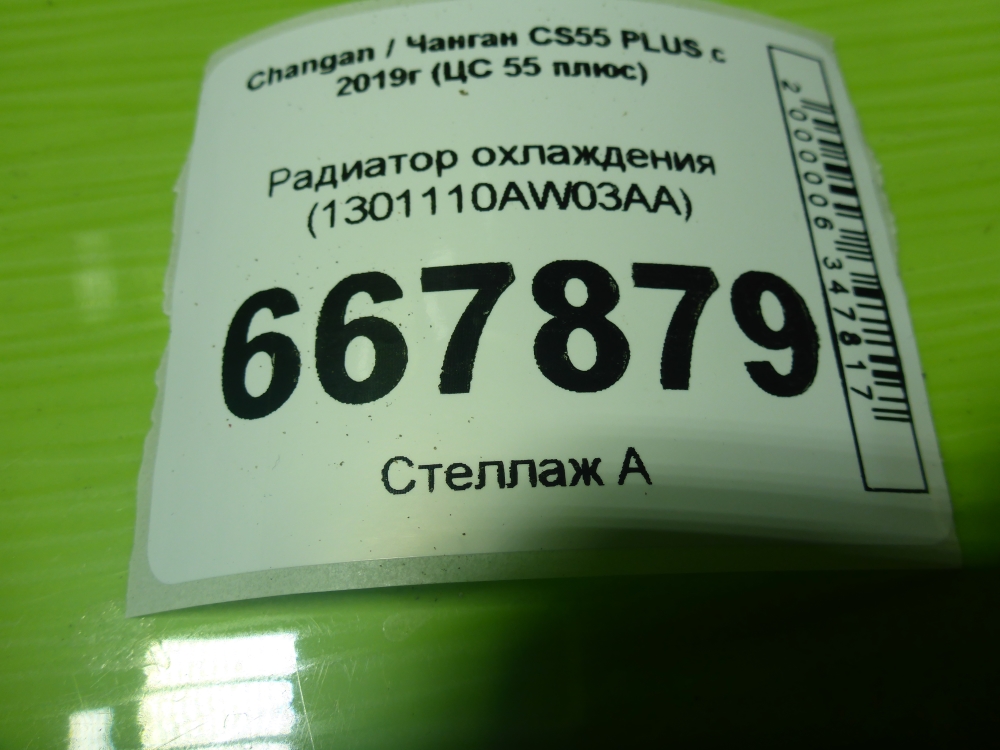 Changan / Чанган CS55 PLUS с
2019г (ЦС 55 плюс)
Радиатор охлаждения
(1301110AW03AA)
667879
Стеллаж А
2000006347817